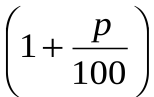 (1 + p/100)